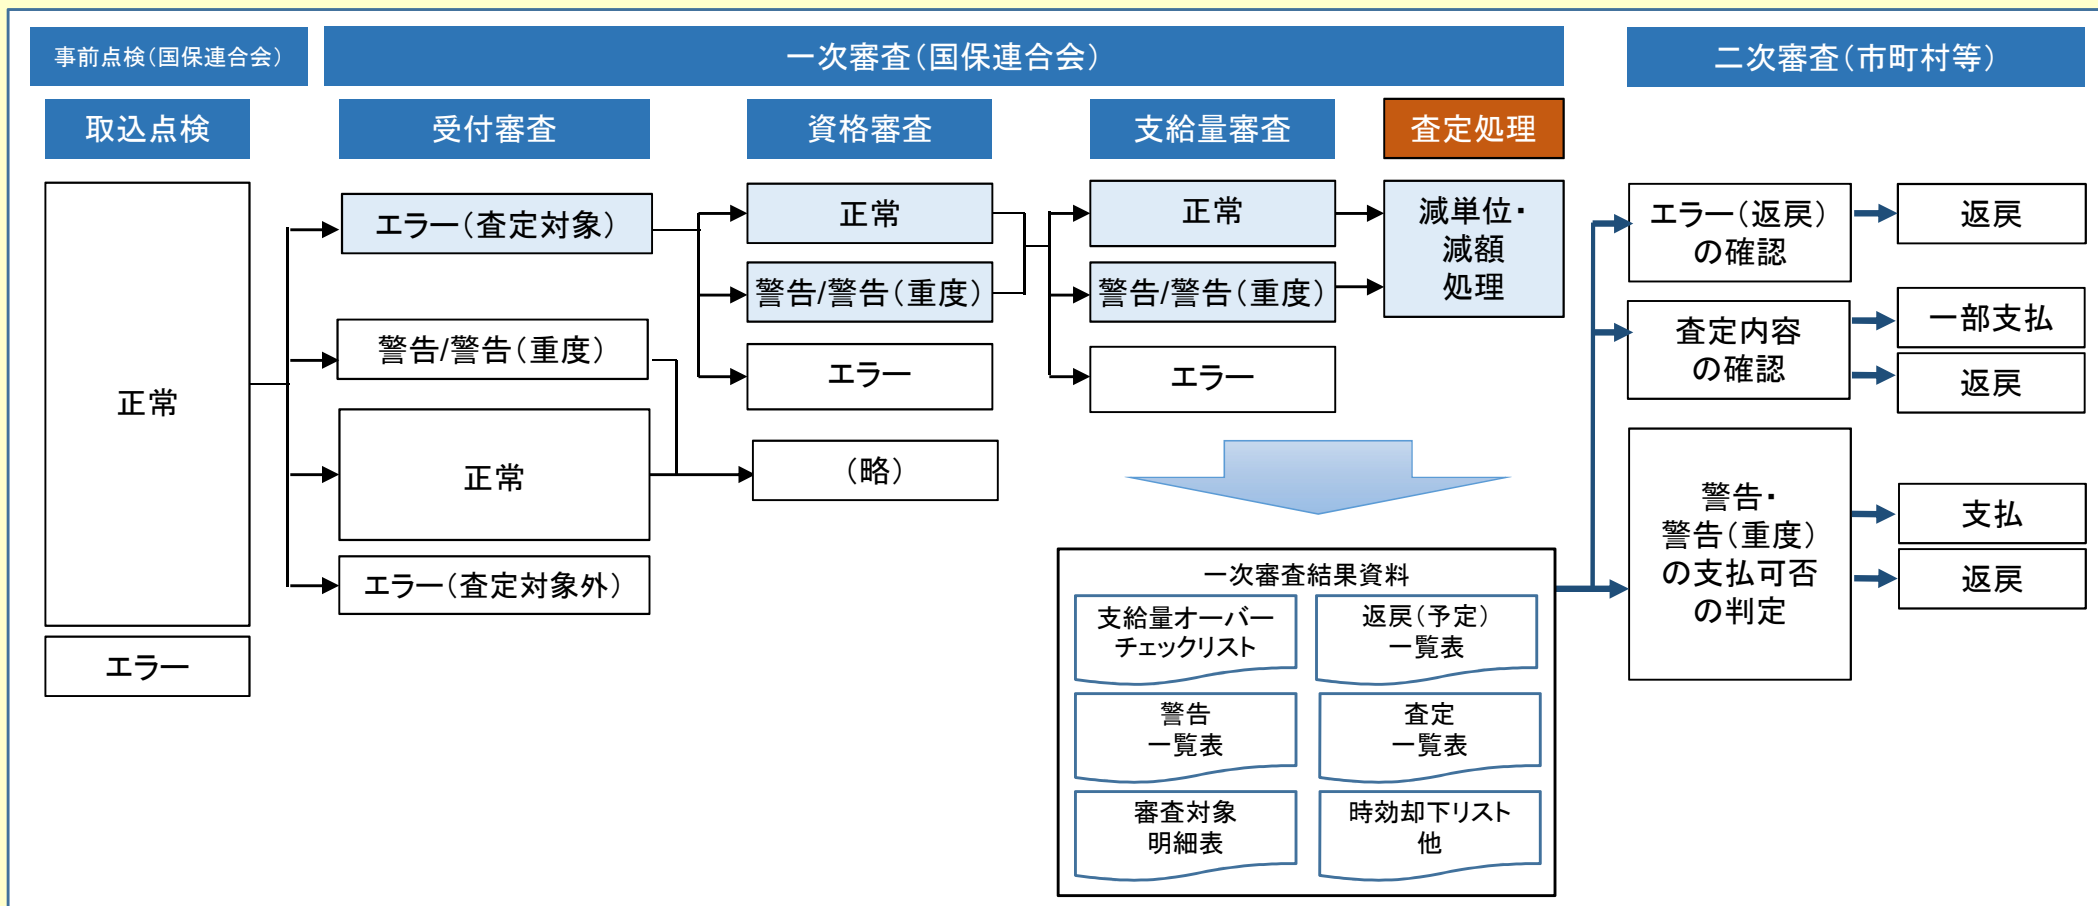 事前点検(国保連合会)
一次審査(国保連合会)
二次審査(市町村等)
取込点検
受付審査
資格審査
支給量審査
査定処理
正常
エラー
エラー(査定対象)
警告/警告(重度)
正常
エラー(査定対象外)
正常
警告/警告(重度)
エラー
(略)
正常
警告/警告(重度)
エラー
減単位・
減額
処理
一次審査結果資料
支給量オーバー
チェックリスト
返戻(予定)
一覧表
警告
一覧表
査定
一覧表
審査対象
明細表
時効却下リスト
他
エラー(返戻)
の確認
返戻
査定内容
の確認
一部支払
返戻
警告・
警告(重度)
の支払可否
の判定
支払
返戻